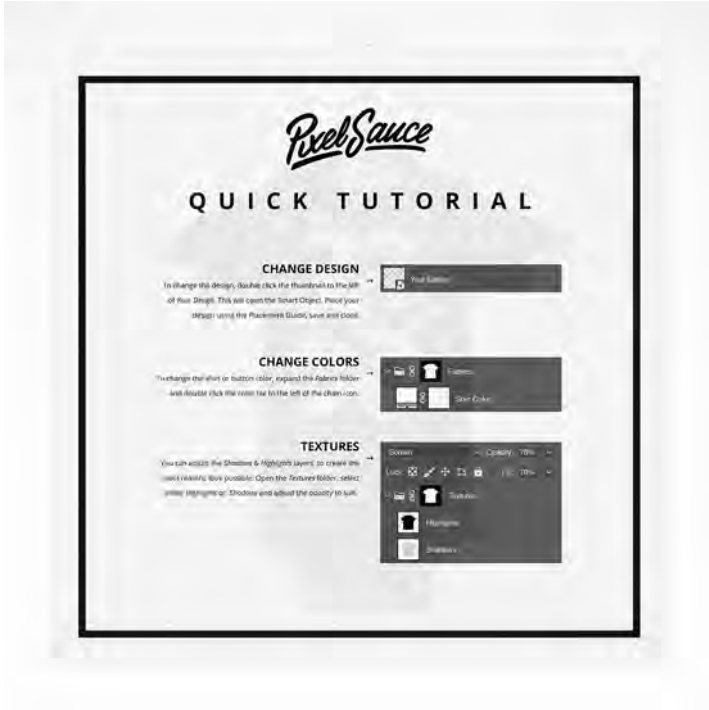 PixelSauce
QUICK TUTORIAL
CHANGE DESIGN
To change the design, double click the thumbnail to the left
of Your Design. This will open the Smart Object. Place your
design using the Placement Guide, save and close.
Your Design
CHANGE COLORS
To change the shirt or button color, expand the Fabrics folder
and double click the color tile to the left of the chain icon.
Fabrics
Shirt Color
TEXTURES
You can adjust the Shadows & Highlights layers, to create the
most realistic look possible. Open the Textures folder, select
either Highlights or Shadows and adjust the opacity to suit.
Screen
Opacity: 70%
Lock:
Fill: 70%
Textures
Highlights
Shadows